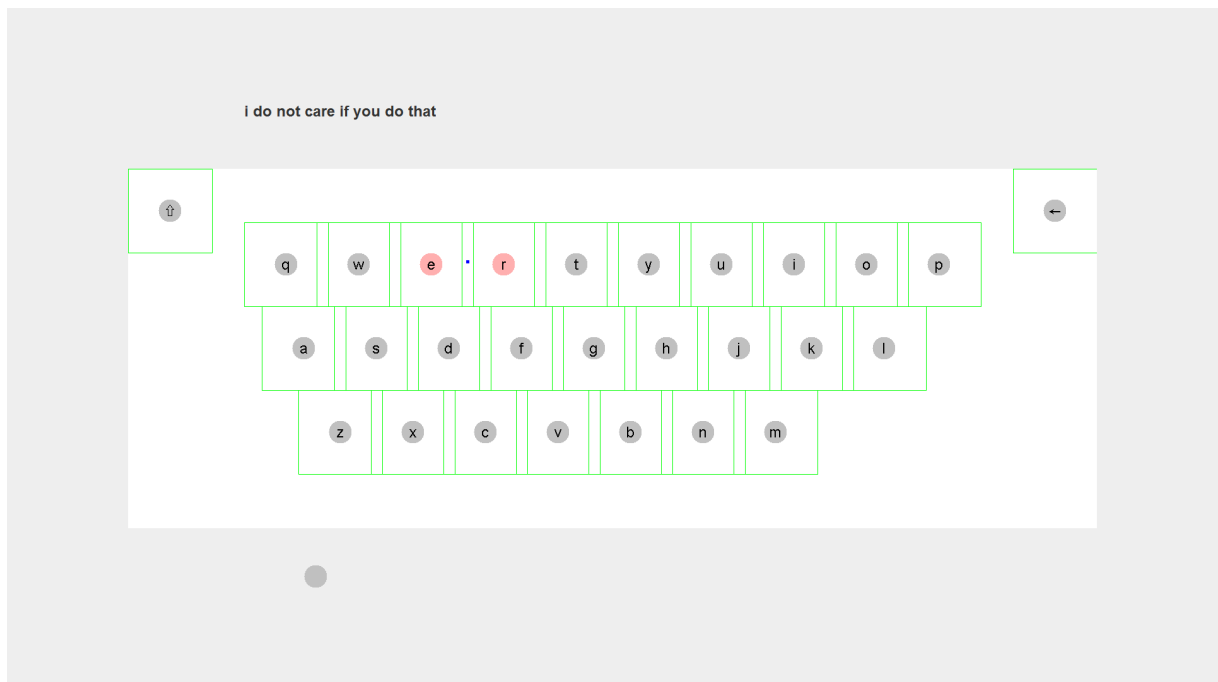 i do not care if you do that
⇧ ←
q w e r t y u i o p
a s d f g h j k l
z x c v b n m